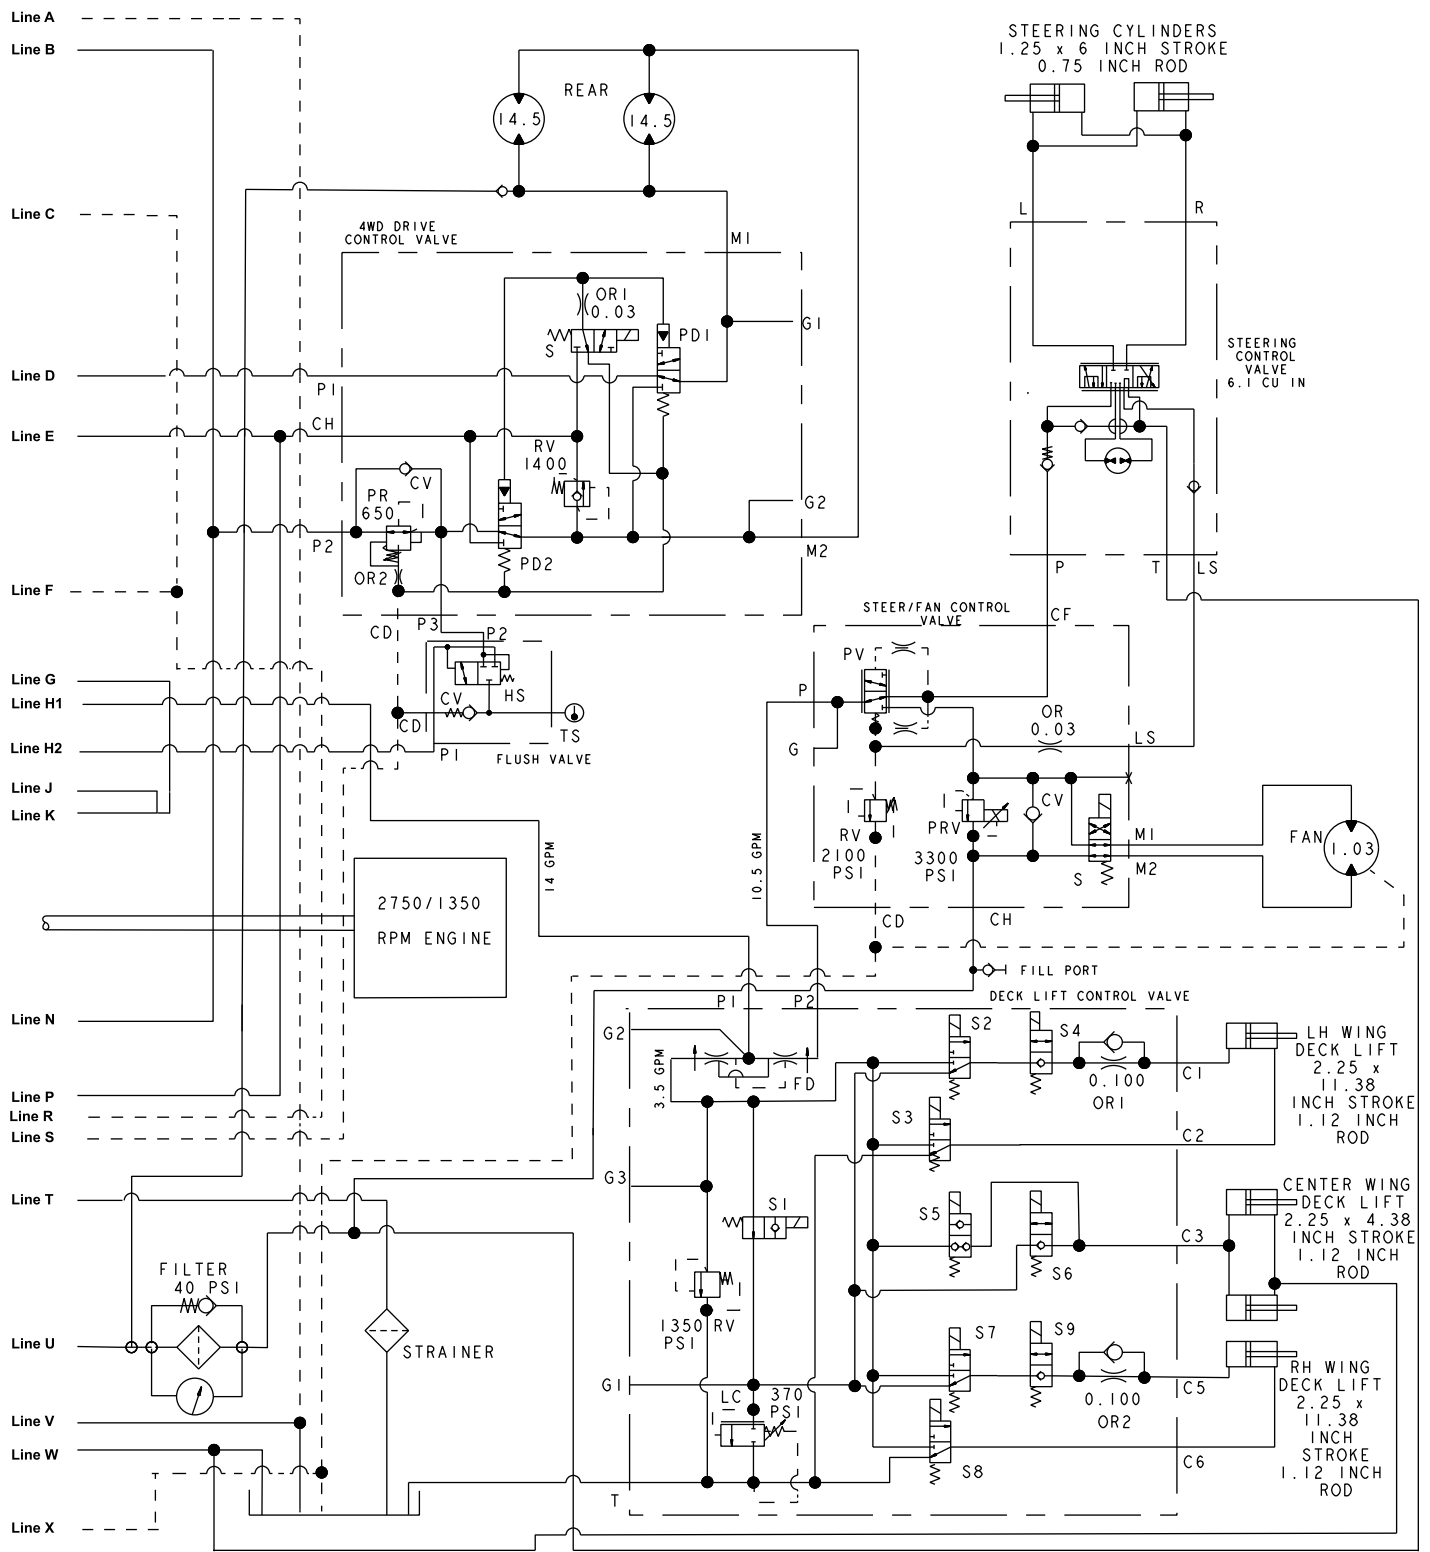 Line A
Line B
Line C
Line D
Line E
Line F
Line G
Line H1
Line H2
Line J
Line K
Line N
Line P
Line R
Line S
Line T
Line U
Line V
Line W
Line X
REAR
14.5
14.5
4WD DRIVE
CONTROL VALVE
M1
OR1
0.03
S
PD1
G1
P1
CH
RV
1400
CV
PR
650
G2
P2
PD2
M2
OR2
CD
P3
P2
CV
HS
CD
TS
P1
FLUSH VALVE
STEERING CYLINDERS
1.25 x 6 INCH STROKE
0.75 INCH ROD
L
R
STEERING
CONTROL
VALVE
6.1 CU IN
P
T
LS
STEER/FAN CONTROL
VALVE
CF
PV
P
OR
0.03
G
LS
CV
RV
2100
PSI
PRV
3300
PSI
S
M1
M2
FAN
1.03
CD
CH
10.5 GPM
14 GPM
2750/1350
RPM ENGINE
FILL PORT
DECK LIFT CONTROL VALVE
P1
P2
G2
3.5 GPM
FD
S2
S4
0.100
OR1
C1
LH WING
DECK LIFT
2.25 x
11.38
INCH STROKE
1.12 INCH
ROD
S3
C2
G3
S1
S5
S6
C3
CENTER WING
DECK LIFT
2.25 x 4.38
INCH STROKE
1.12 INCH
ROD
1350 RV
PSI
FILTER
40 PSI
STRAINER
S7
S9
G1
LC
370
PSI
0.100
OR2
C5
RH WING
DECK LIFT
2.25 x
11.38
INCH
STROKE
1.12 INCH
ROD
S8
C6
T